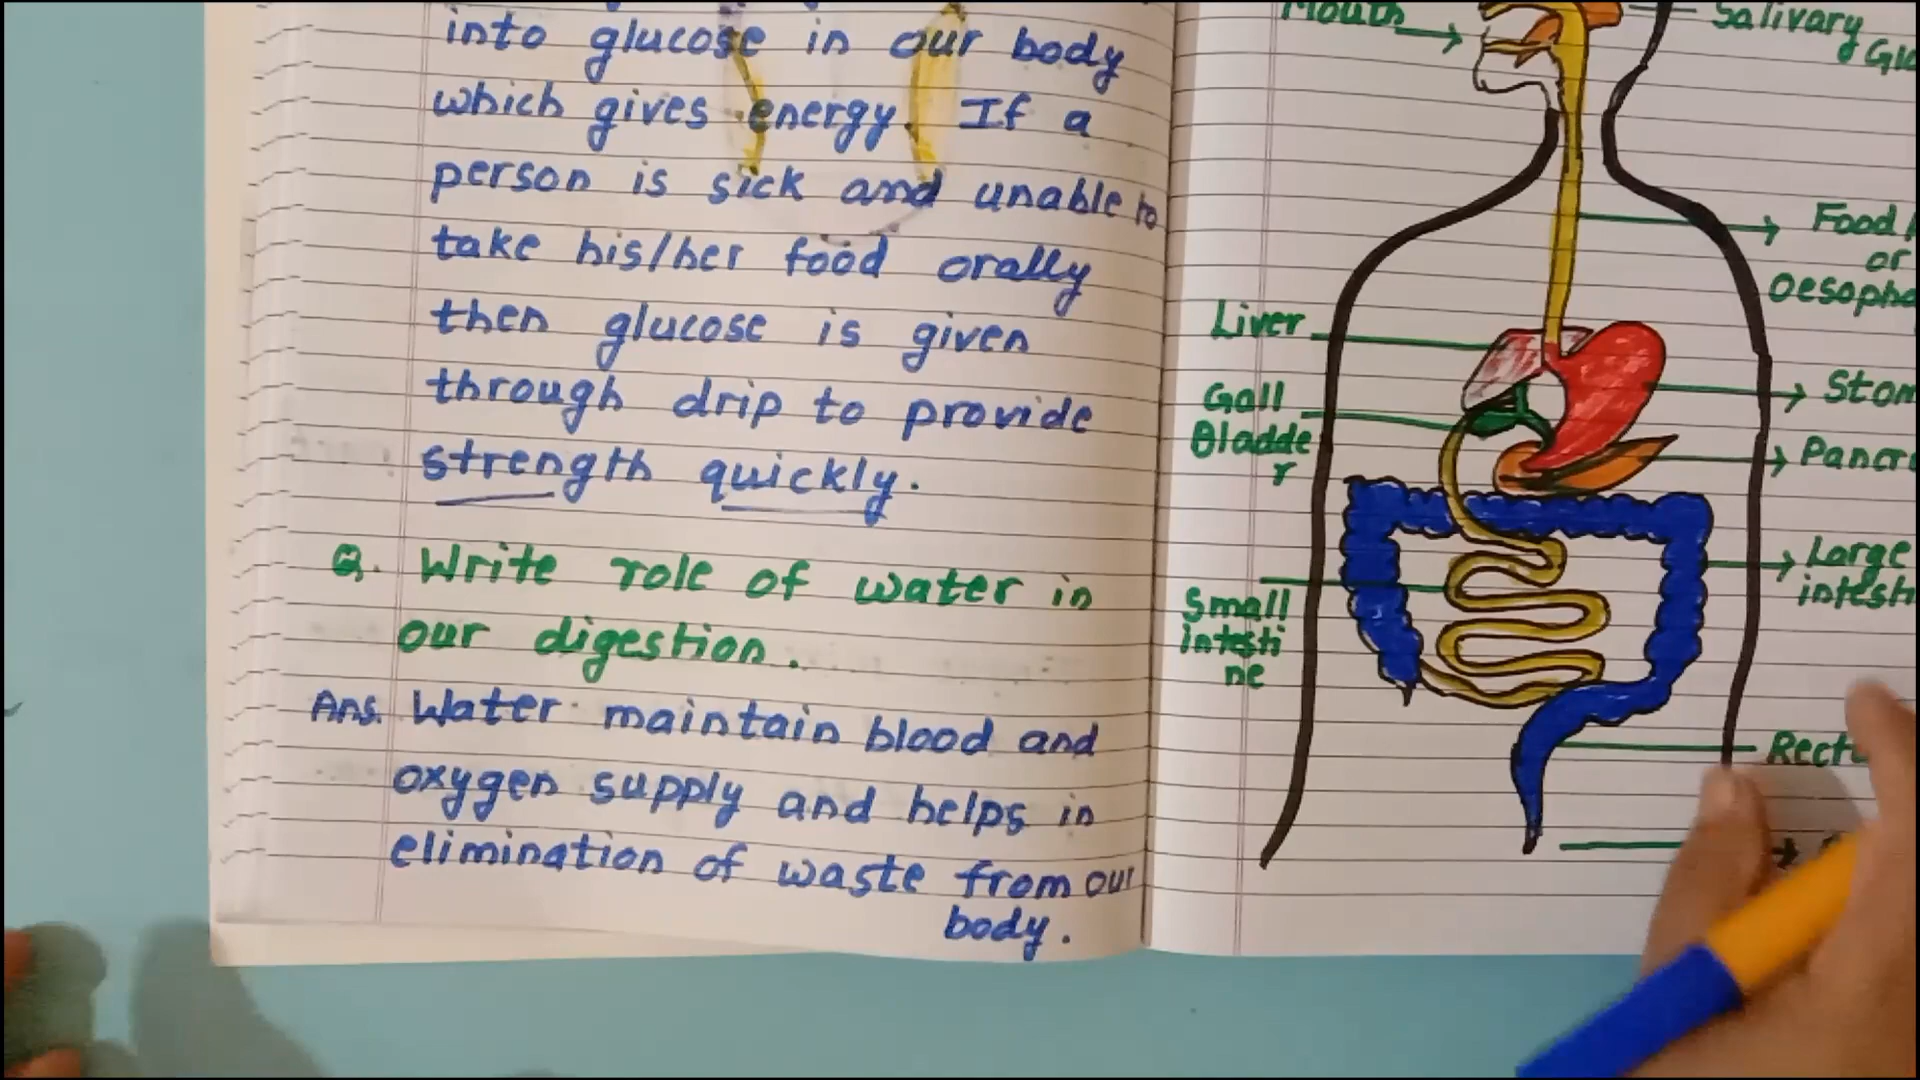 into glucose in our body
which gives energy. If a
person is sick and unable to
take his/her food orally
then glucose is given
through drip to provide
strength quickly.
Q. Write role of water in
our digestion.
Ans. Water maintain blood and
oxygen supply and helps in
elimination of waste from our
body.
Mouth
Salivary
Food
or
Liver
Gall
Bladde
r
Large
Small
intesti
ne